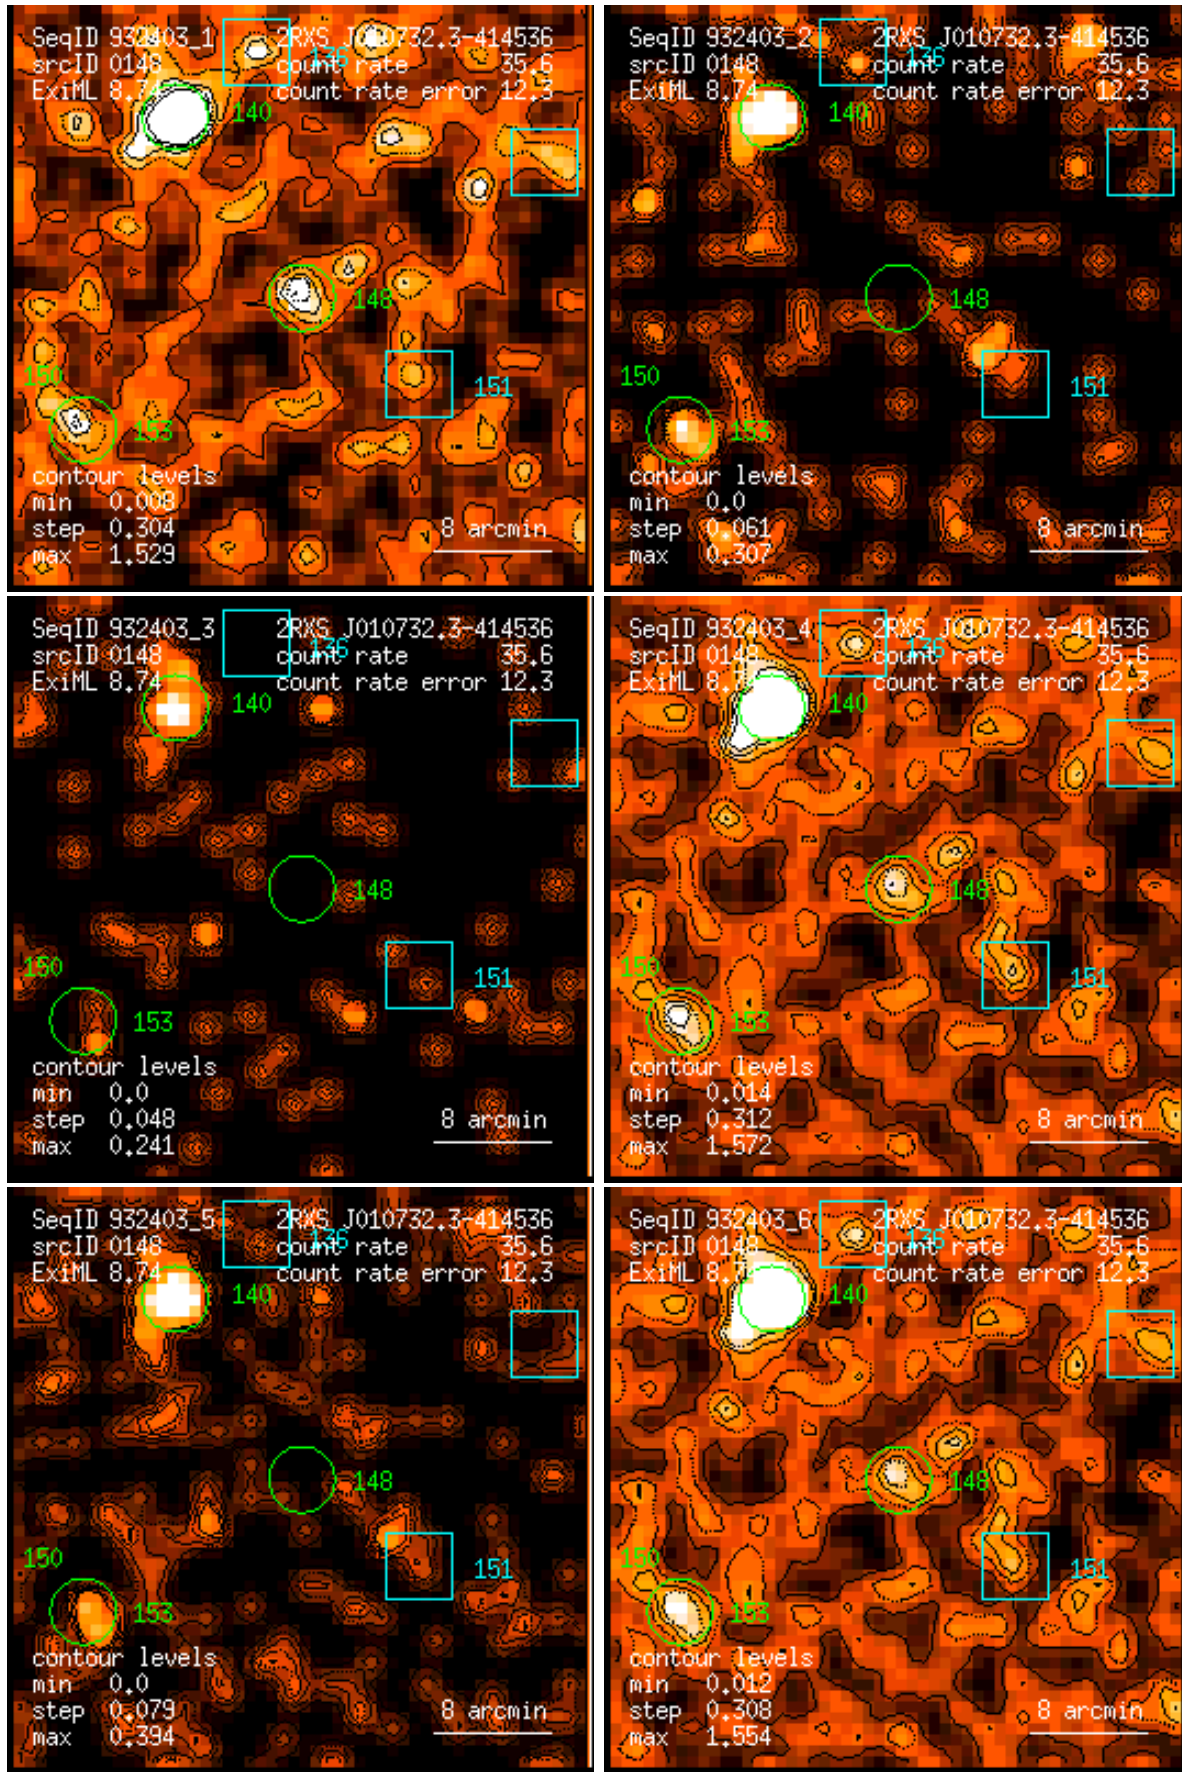 SeqID 932403_1 2RXS J010732.3-414536
srcID 0148 136 count rate 35.6
ExiML 8.74 count rate error 12.3
140
148
150
151
153
contour levels
min 0.008
step 0.304 8 arcmin
max 1.529
SeqID 932403_2 2RXS J010732.3-414536
srcID 0148 136 count rate 35.6
ExiML 8.74 count rate error 12.3
140
148
150
151
153
contour levels
min 0.0
step 0.061 8 arcmin
max 0.307
SeqID 932403_3 2RXS J010732.3-414536
srcID 0148 136 count rate 35.6
ExiML 8.74 count rate error 12.3
140
148
150
151
153
contour levels
min 0.0
step 0.048 8 arcmin
max 0.241
SeqID 932403_4 2RXS J010732.3-414536
srcID 0148 136 count rate 35.6
ExiML 8.74 count rate error 12.3
140
148
150
151
153
contour levels
min 0.014
step 0.312 8 arcmin
max 1.572
SeqID 932403_5 2RXS J010732.3-414536
srcID 0148 136 count rate 35.6
ExiML 8.74 count rate error 12.3
140
148
150
151
153
contour levels
min 0.0
step 0.079 8 arcmin
max 0.394
SeqID 932403_6 2RXS J010732.3-414536
srcID 0148 136 count rate 35.6
ExiML 8.74 count rate error 12.3
140
148
150
151
153
contour levels
min 0.012
step 0.308 8 arcmin
max 1.554